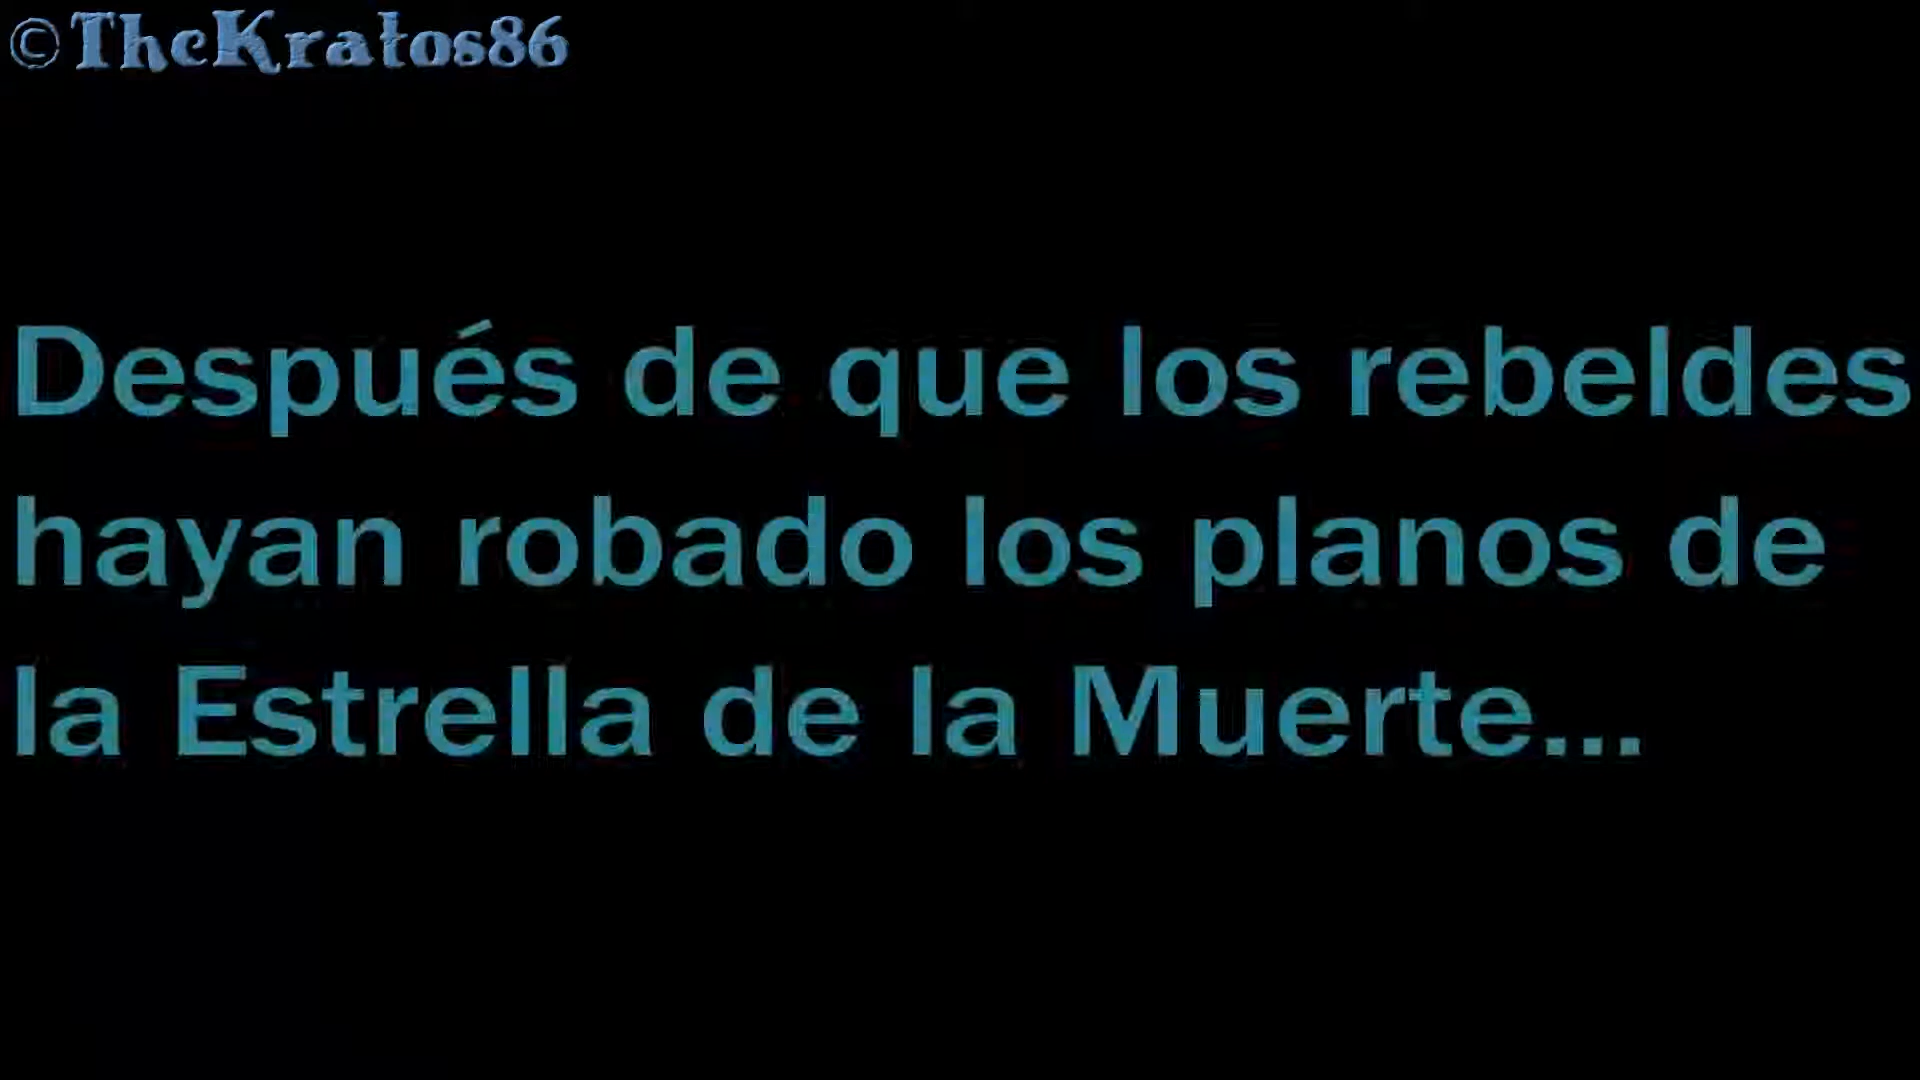 ©TheKratos86
Después de que los rebeldes
hayan robado los planos de
la Estrella de la Muerte...